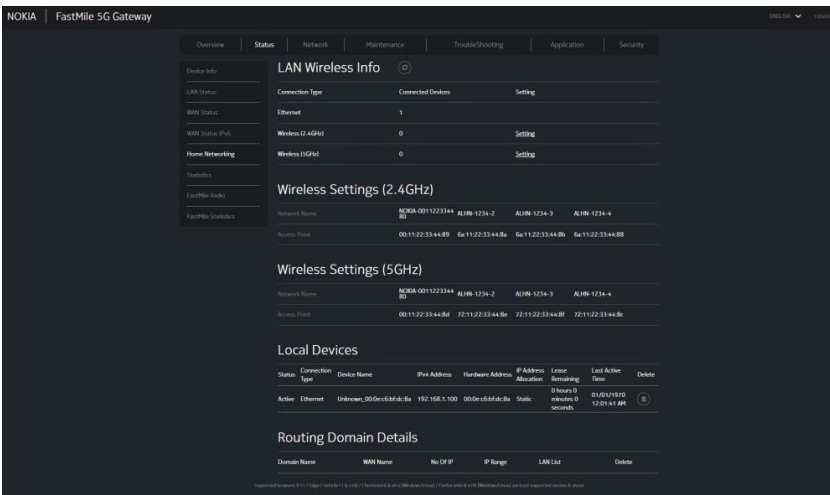 NOKIA FastMile 5G Gateway ENGLISH
Overview Status Network Maintenance TroubleShooting Application Security
Device Info
LAN Status
WAN Status
WAN Status IPv6
Home Networking
Statistics
FastMile Radio
FastMile Statistics
LAN Wireless Info
Connection Type Connected Devices Setting
Ethernet 1
Wireless (2.4GHz) 0 Setting
Wireless (5GHz) 0 Setting
Wireless Settings (2.4GHz)
Network Name NOKIA-0011223344 80 ALHN-1234-2 ALHN-1234-3 ALHN-1234-4
Access Point 00:11:22:33:44:89 6a:11:22:33:44:8a 6a:11:22:33:44:8b 6a:11:22:33:44:88
Wireless Settings (5GHz)
Network Name NOKIA-0011223344 80 ALHN-1234-2 ALHN-1234-3 ALHN-1234-4
Access Point 00:11:22:33:44:8d 72:11:22:33:44:8e 72:11:22:33:44:8f 72:11:22:33:44:8c
Local Devices
Status Connection Type Device Name IPv4 Address Hardware Address IP Address Allocation Lease Remaining Last Active Time Delete
Active Ethernet Unknown_00:0e:c6:bf:dc:8a 192.168.1.100 00:0e:c6:bf:dc:8a Static 0 hours 0 minutes 0 seconds 01/01/1970 12:01:41 AM
Routing Domain Details
Domain Name WAN Name No Of IP IP Range LAN List Delete